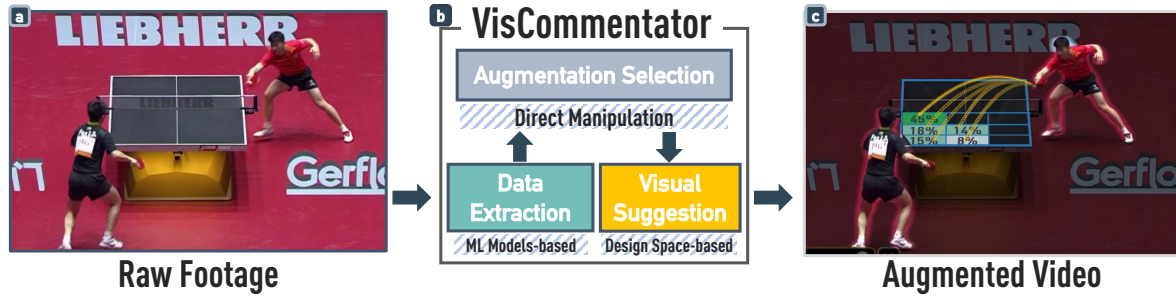 a
LIEBHERR
LIEBHERR
Gerflo
Raw Footage
b
VisCommentator
Augmentation Selection
Direct Manipulation
Data
Extraction
ML Models-based
Visual
Suggestion
Design Space-based
c
LIEBHERR
45%
18% 14%
15% 8%
Gerflo
Augmented Video